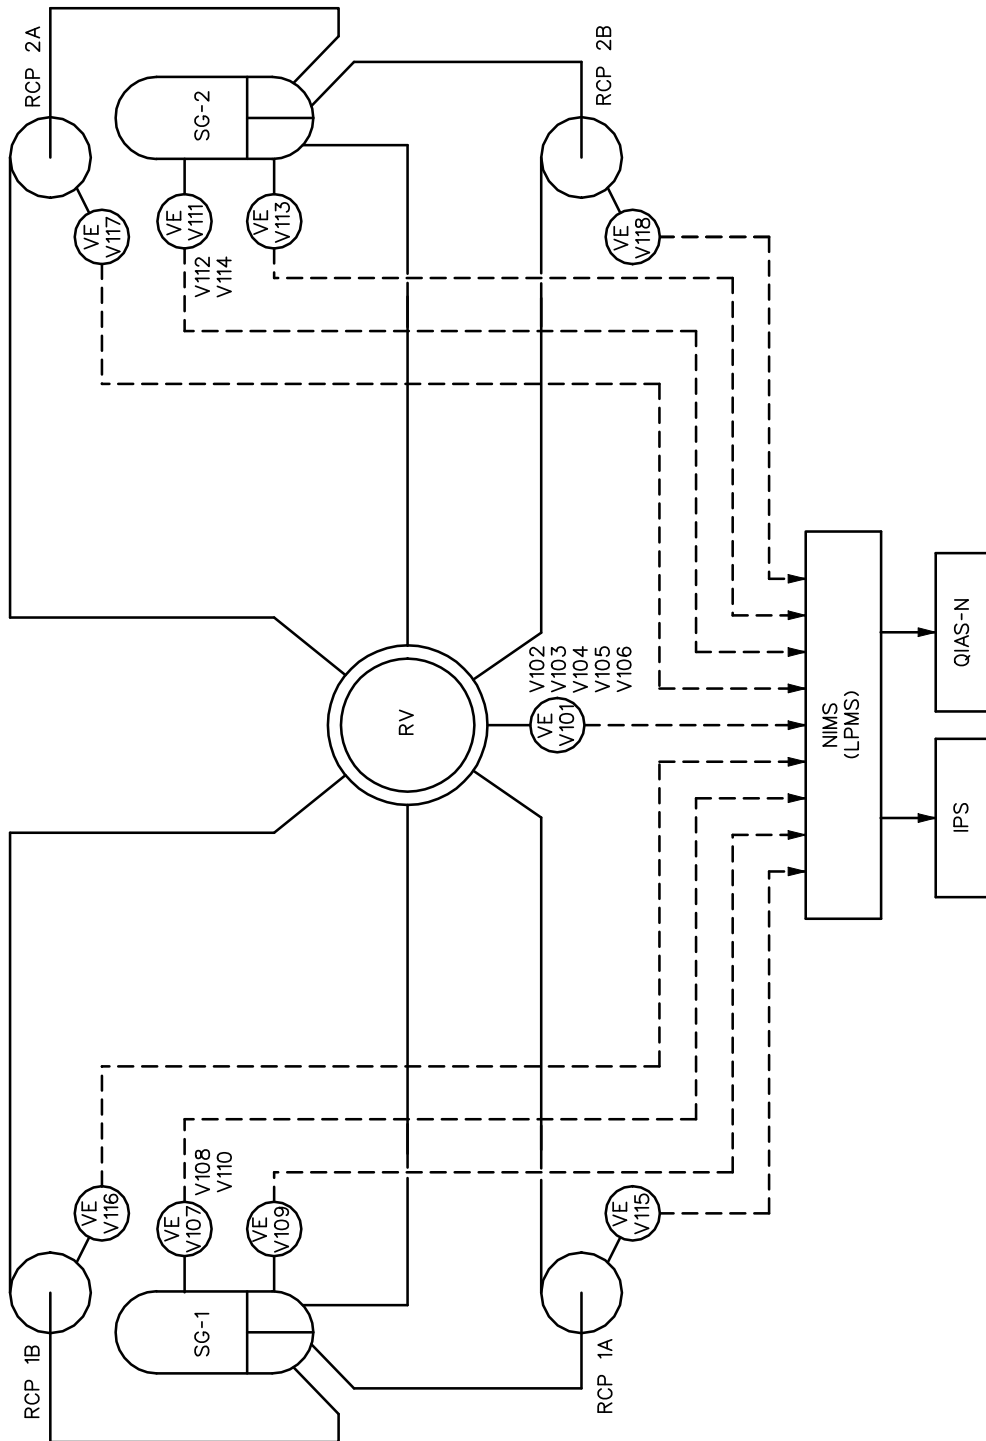 RCP 1B
RCP 2A
VE
V116
VE
V117
SG-1
VE
V107
V108
V110
VE
V109
SG-2
VE
V111
V112
V114
VE
V113
RV
VE
V101
V102
V103
V104
V105
V106
RCP 1A
VE
V115
RCP 2B
VE
V118
NIMS
(LPMS)
IPS
QIAS-N